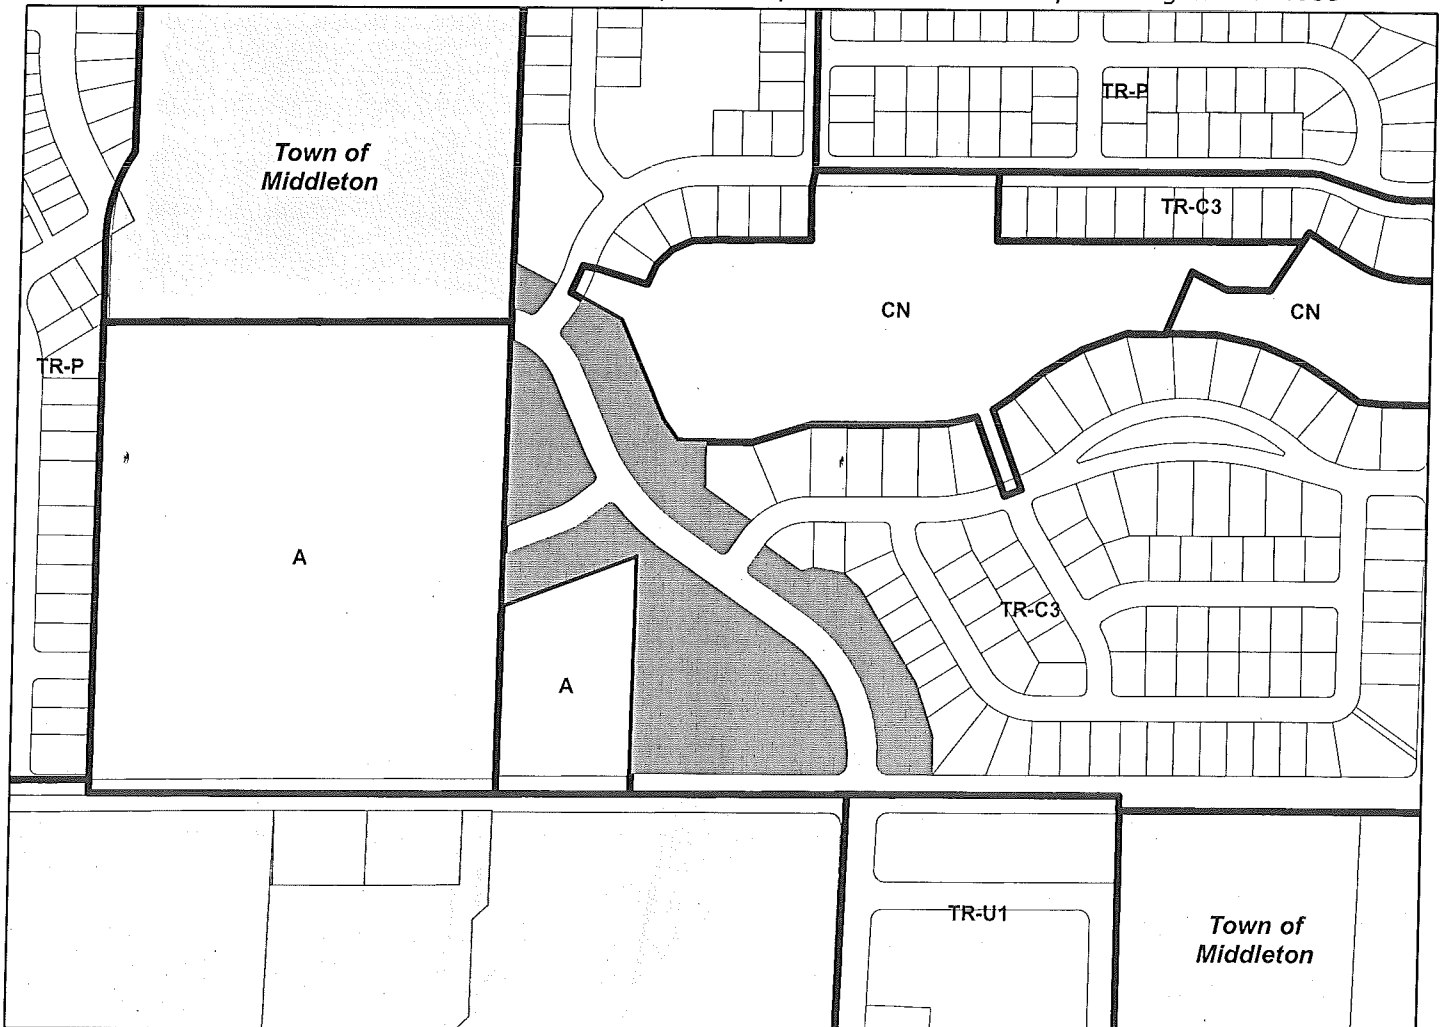 Town of
Middleton
TR-P
TR-C3
CN
CN
TR-P
A
TR-C3
A
TR-U1
Town of
Middleton